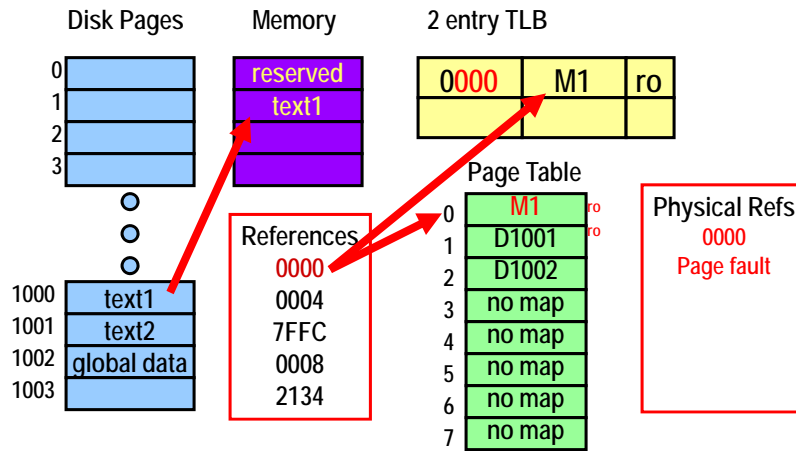 Disk Pages
0
1
2
3
1000 text1
1001 text2
1002 global data
1003
Memory
reserved
text1
References
0000
0004
7FFC
0008
2134
2 entry TLB
0000 M1 ro
Page Table
0 M1 ro
1 D1001 ro
2 D1002
3 no map
4 no map
5 no map
6 no map
7 no map
Physical Refs
0000
Page fault